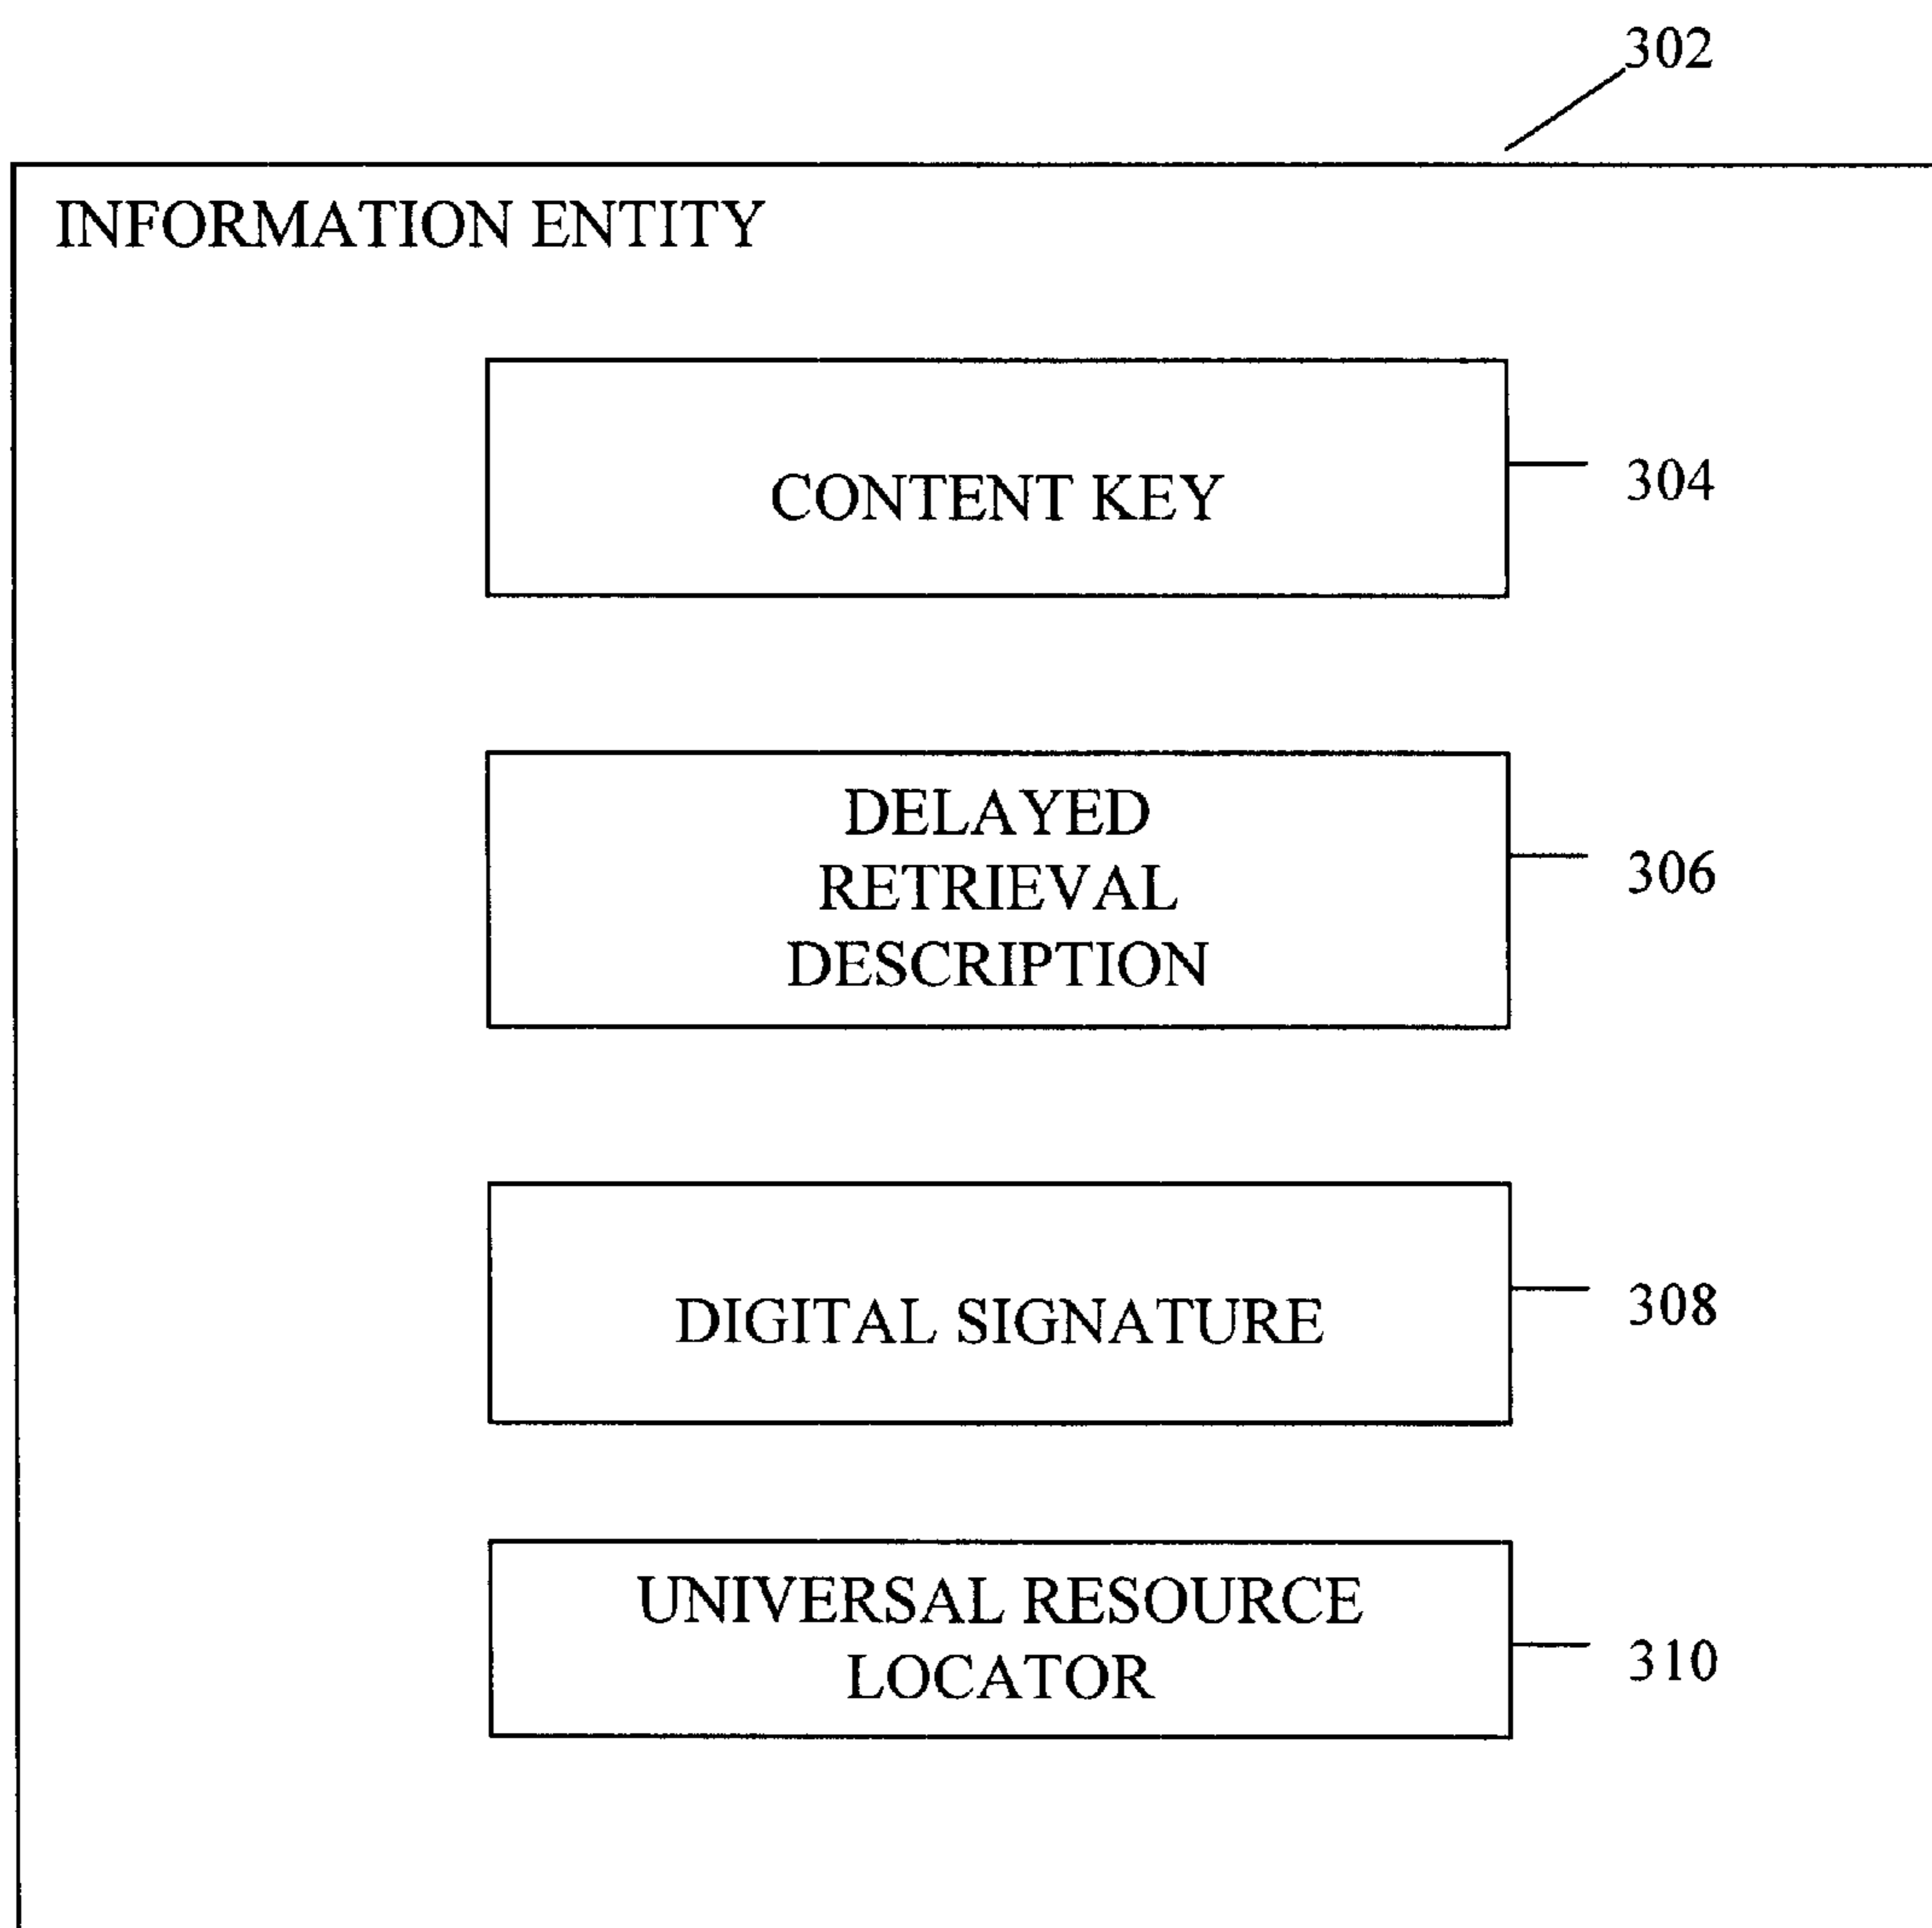 302
INFORMATION ENTITY
CONTENT KEY
304
DELAYED
RETRIEVAL
DESCRIPTION
306
DIGITAL SIGNATURE
308
UNIVERSAL RESOURCE
LOCATOR
310